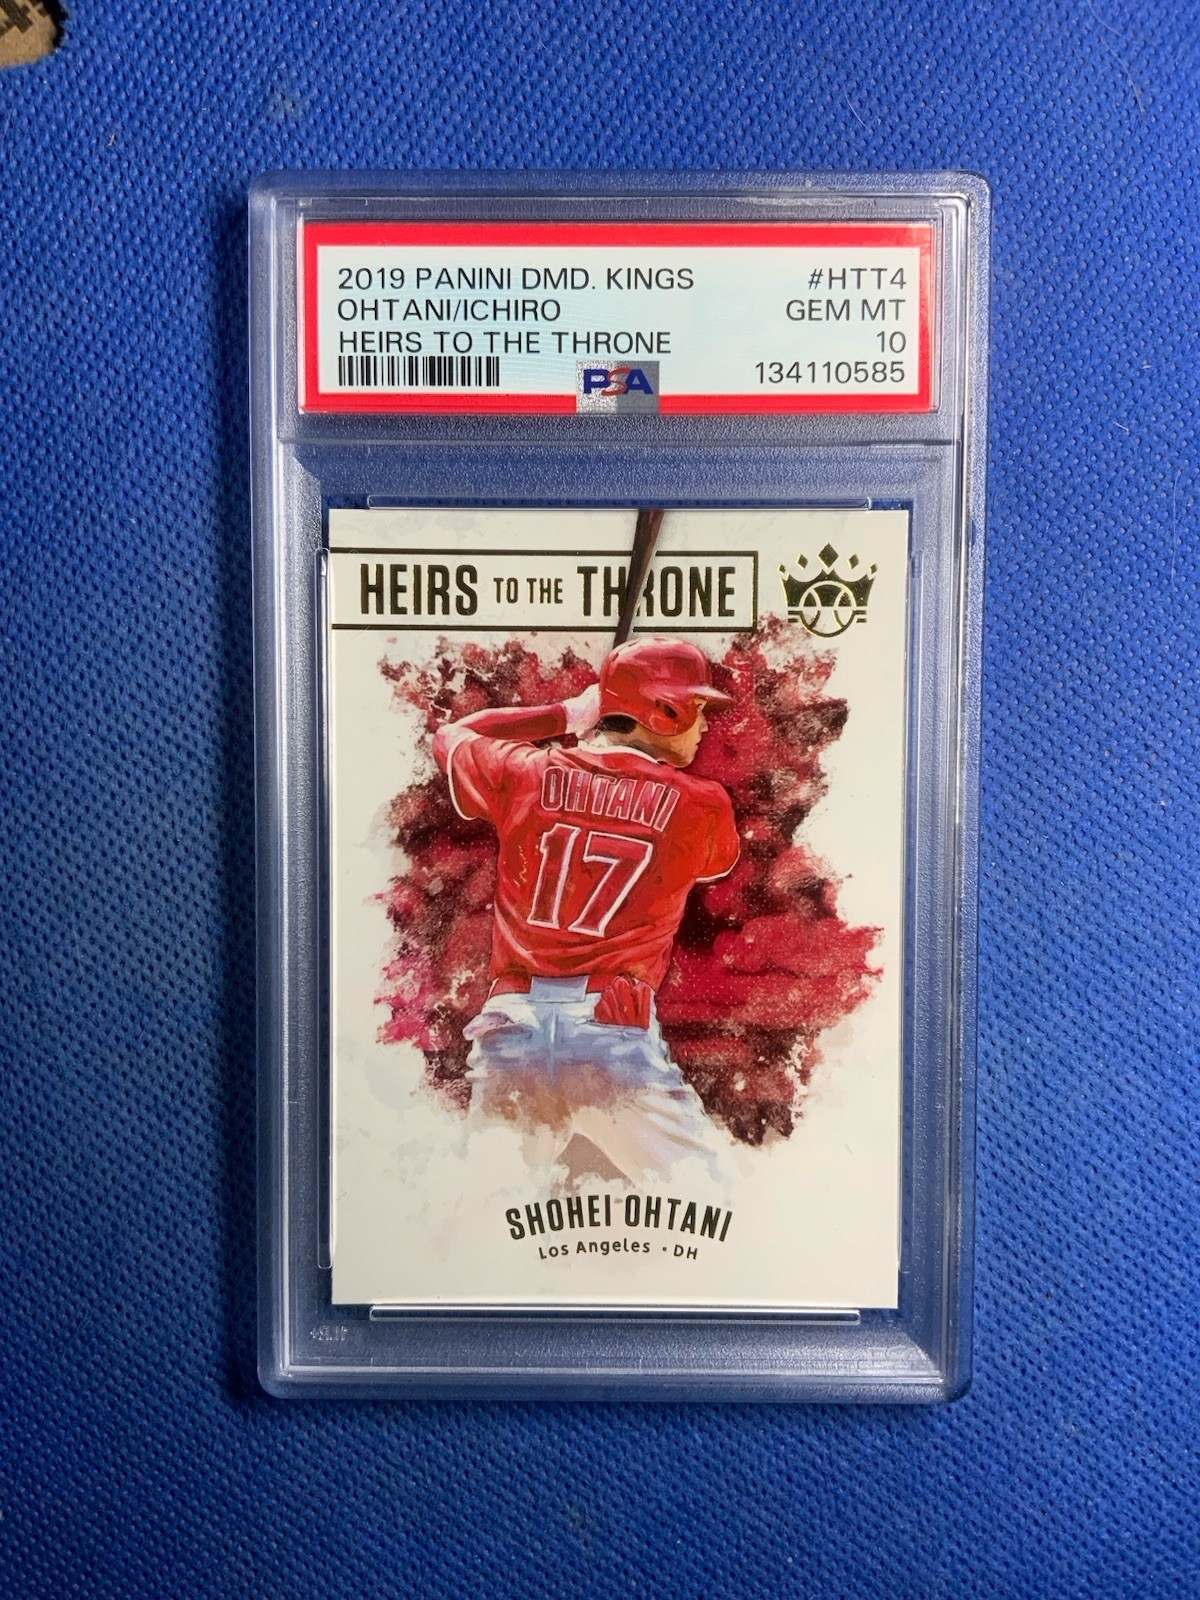 2019 PANINI DMD. KINGS #HTT4
OHTANI/ICHIRO GEM MT
HEIRS TO THE THRONE 10
PSA 134110585
HEIRS TO THE THRONE
OHTANI
17
SHOHEI OHTANI
Los Angeles • DH